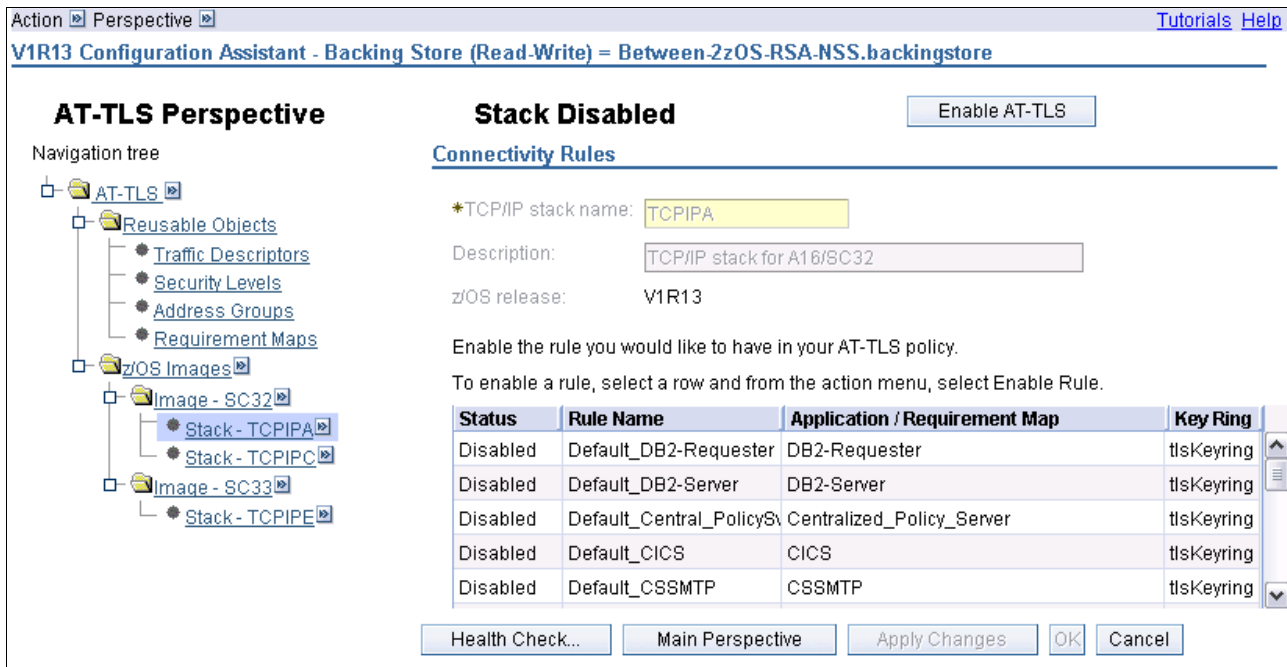 Action Perspective Tutorials Help
V1R13 Configuration Assistant - Backing Store (Read-Write) = Between-2zOS-RSA-NSS.backingstore
AT-TLS Perspective
Navigation tree
AT-TLS
Reusable Objects
Traffic Descriptors
Security Levels
Address Groups
Requirement Maps
z/OS Images
Image - SC32
Stack - TCPIPA
Stack - TCPIPC
Image - SC33
Stack - TCPIPE
Stack Disabled Enable AT-TLS
Connectivity Rules
*TCP/IP stack name: TCPIPA
Description: TCP/IP stack for A16/SC32
z/OS release: V1R13
Enable the rule you would like to have in your AT-TLS policy.
To enable a rule, select a row and from the action menu, select Enable Rule.
Status Rule Name Application / Requirement Map Key Ring
Disabled Default_DB2-Requester DB2-Requester tlsKeyring
Disabled Default_DB2-Server DB2-Server tlsKeyring
Disabled Default_Central_PolicyS Centralized_Policy_Server tlsKeyring
Disabled Default_CICS CICS tlsKeyring
Disabled Default_CSSMTP CSSMTP tlsKeyring
Health Check... Main Perspective Apply Changes OK Cancel